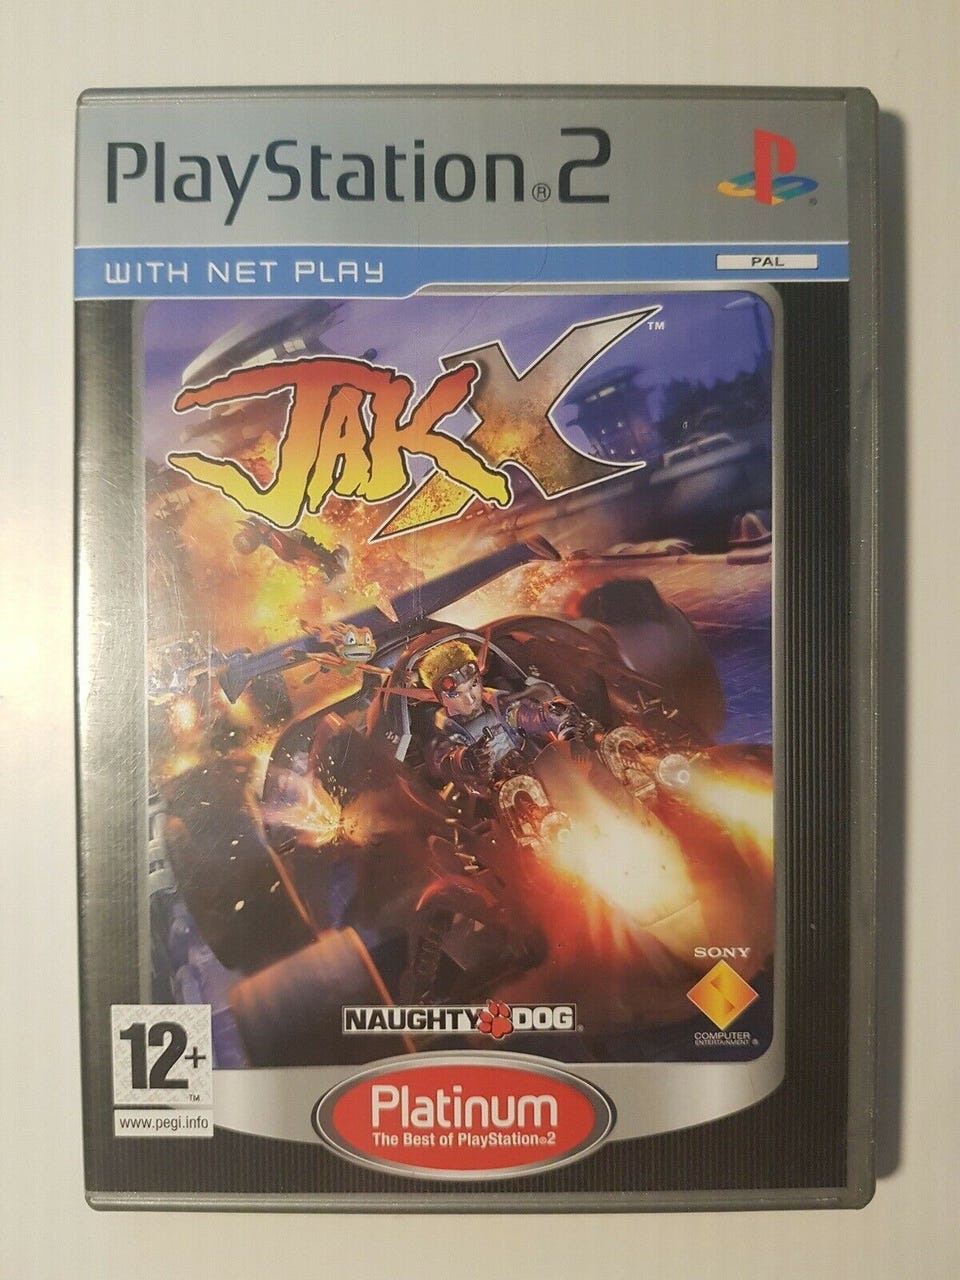 PlayStation®2
WITH NET PLAY
PAL
JAK X™
SONY
COMPUTER
ENTERTAINMENT®
NAUGHTY DOG®
12+™
www.pegi.info
Platinum
The Best of PlayStation®2